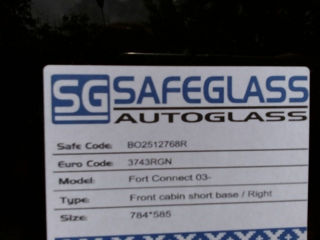 SG SAFEGLASS
AUTOGLASS
Safe Code: BO2512768R
Euro Code: 3743RGN
Model: Fort Connect 03-
Type: Front cabin short base / Right
Size: 784*585